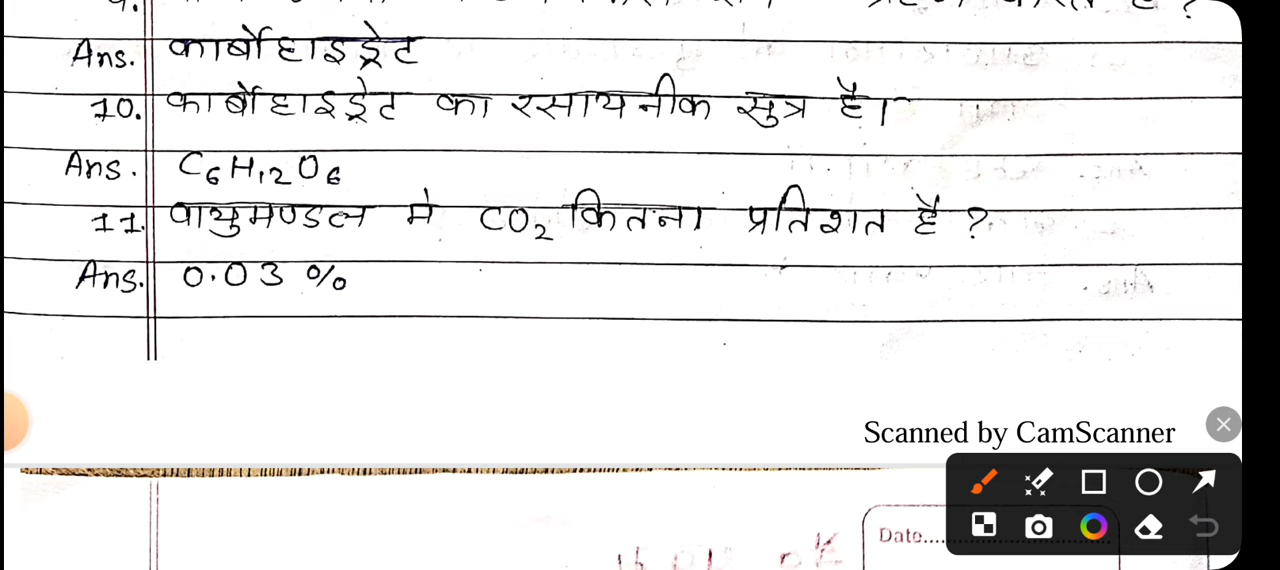 9.
Ans. कार्बोहाइड्रेट
10. कार्बोहाइड्रेट का रसायनीक सुत्र है।
Ans. C₆H₁₂O₆
11. वायुमण्डल मे CO₂ कितना प्रतिशत है ?
Ans. 0.03 %
Scanned by CamScanner
Date....